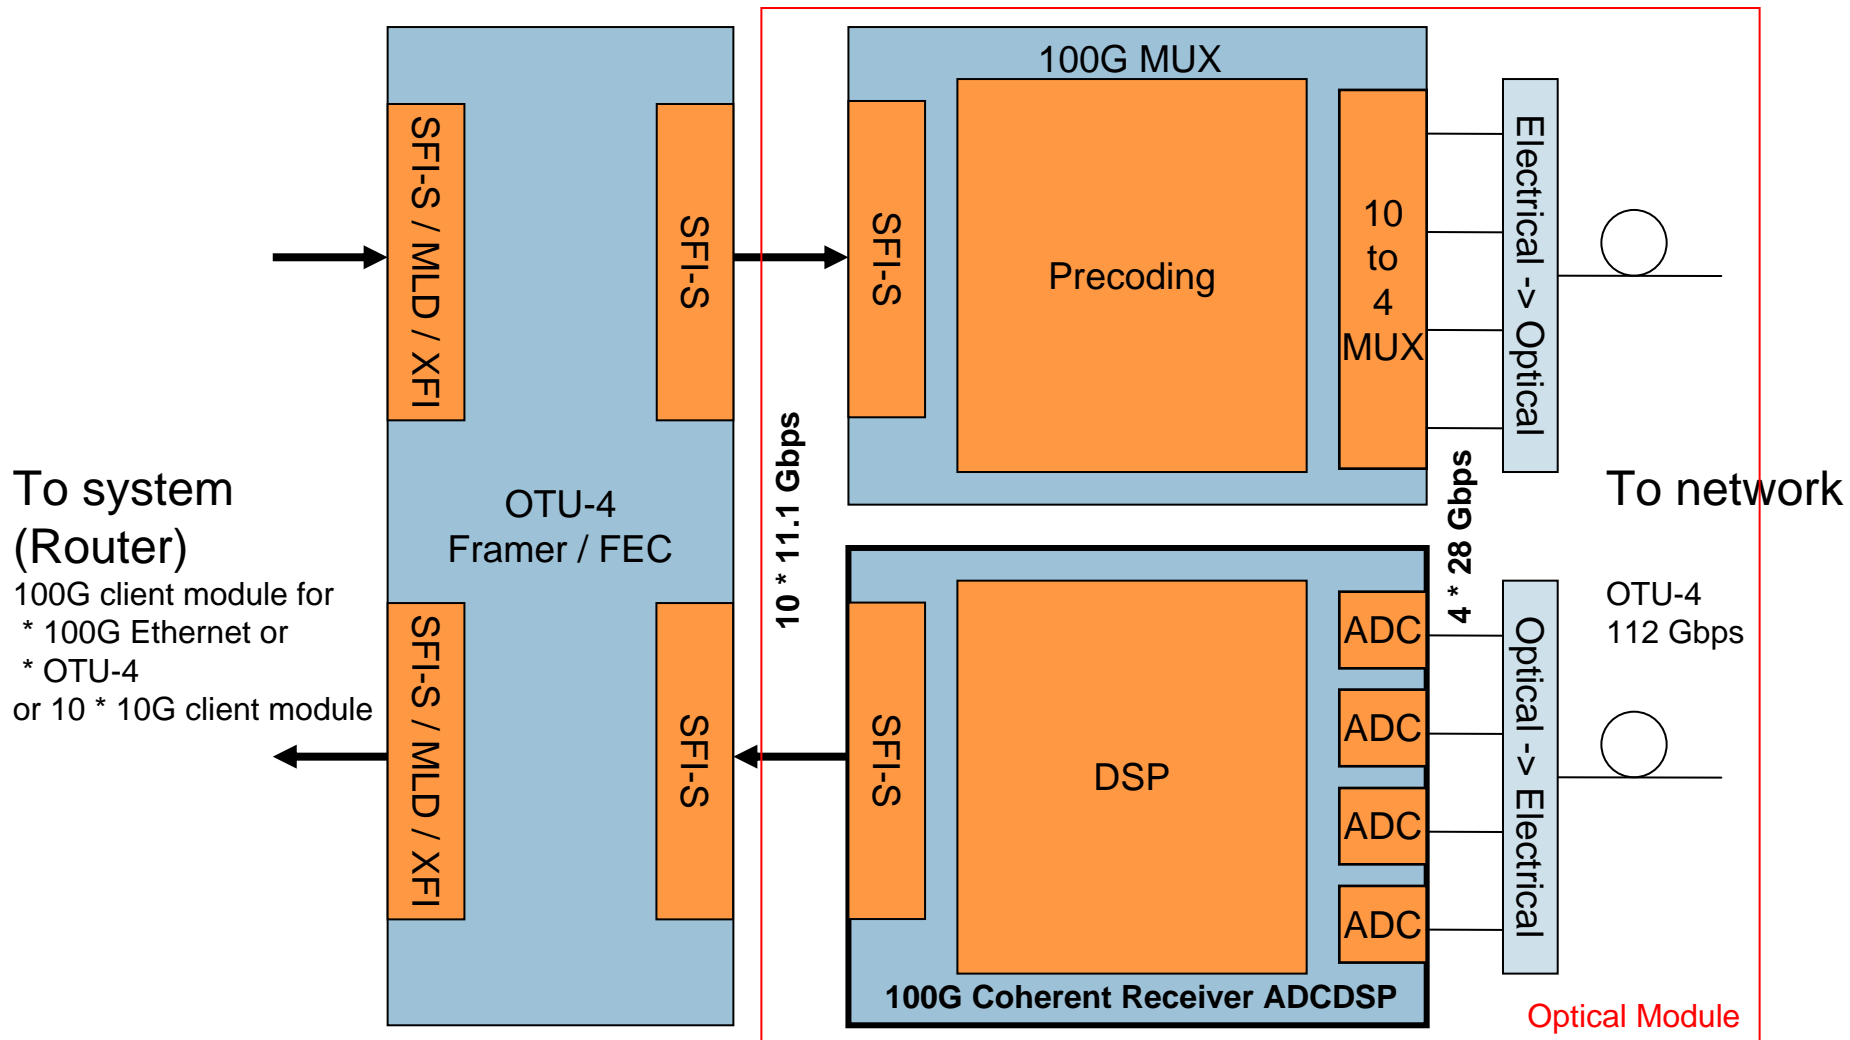 100G MUX
SFI-S / MLD / XFI
SFI-S
SFI-S
Precoding
10
to
4
MUX
Electrical -> Optical
10 * 11.1 Gbps
4 * 28 Gbps
To system
(Router)
100G client module for
* 100G Ethernet or
* OTU-4
or 10 * 10G client module
OTU-4
Framer / FEC
To network
OTU-4
112 Gbps
SFI-S / MLD / XFI
SFI-S
SFI-S
DSP
ADC
ADC
ADC
ADC
Optical -> Electrical
100G Coherent Receiver ADCDSP
Optical Module